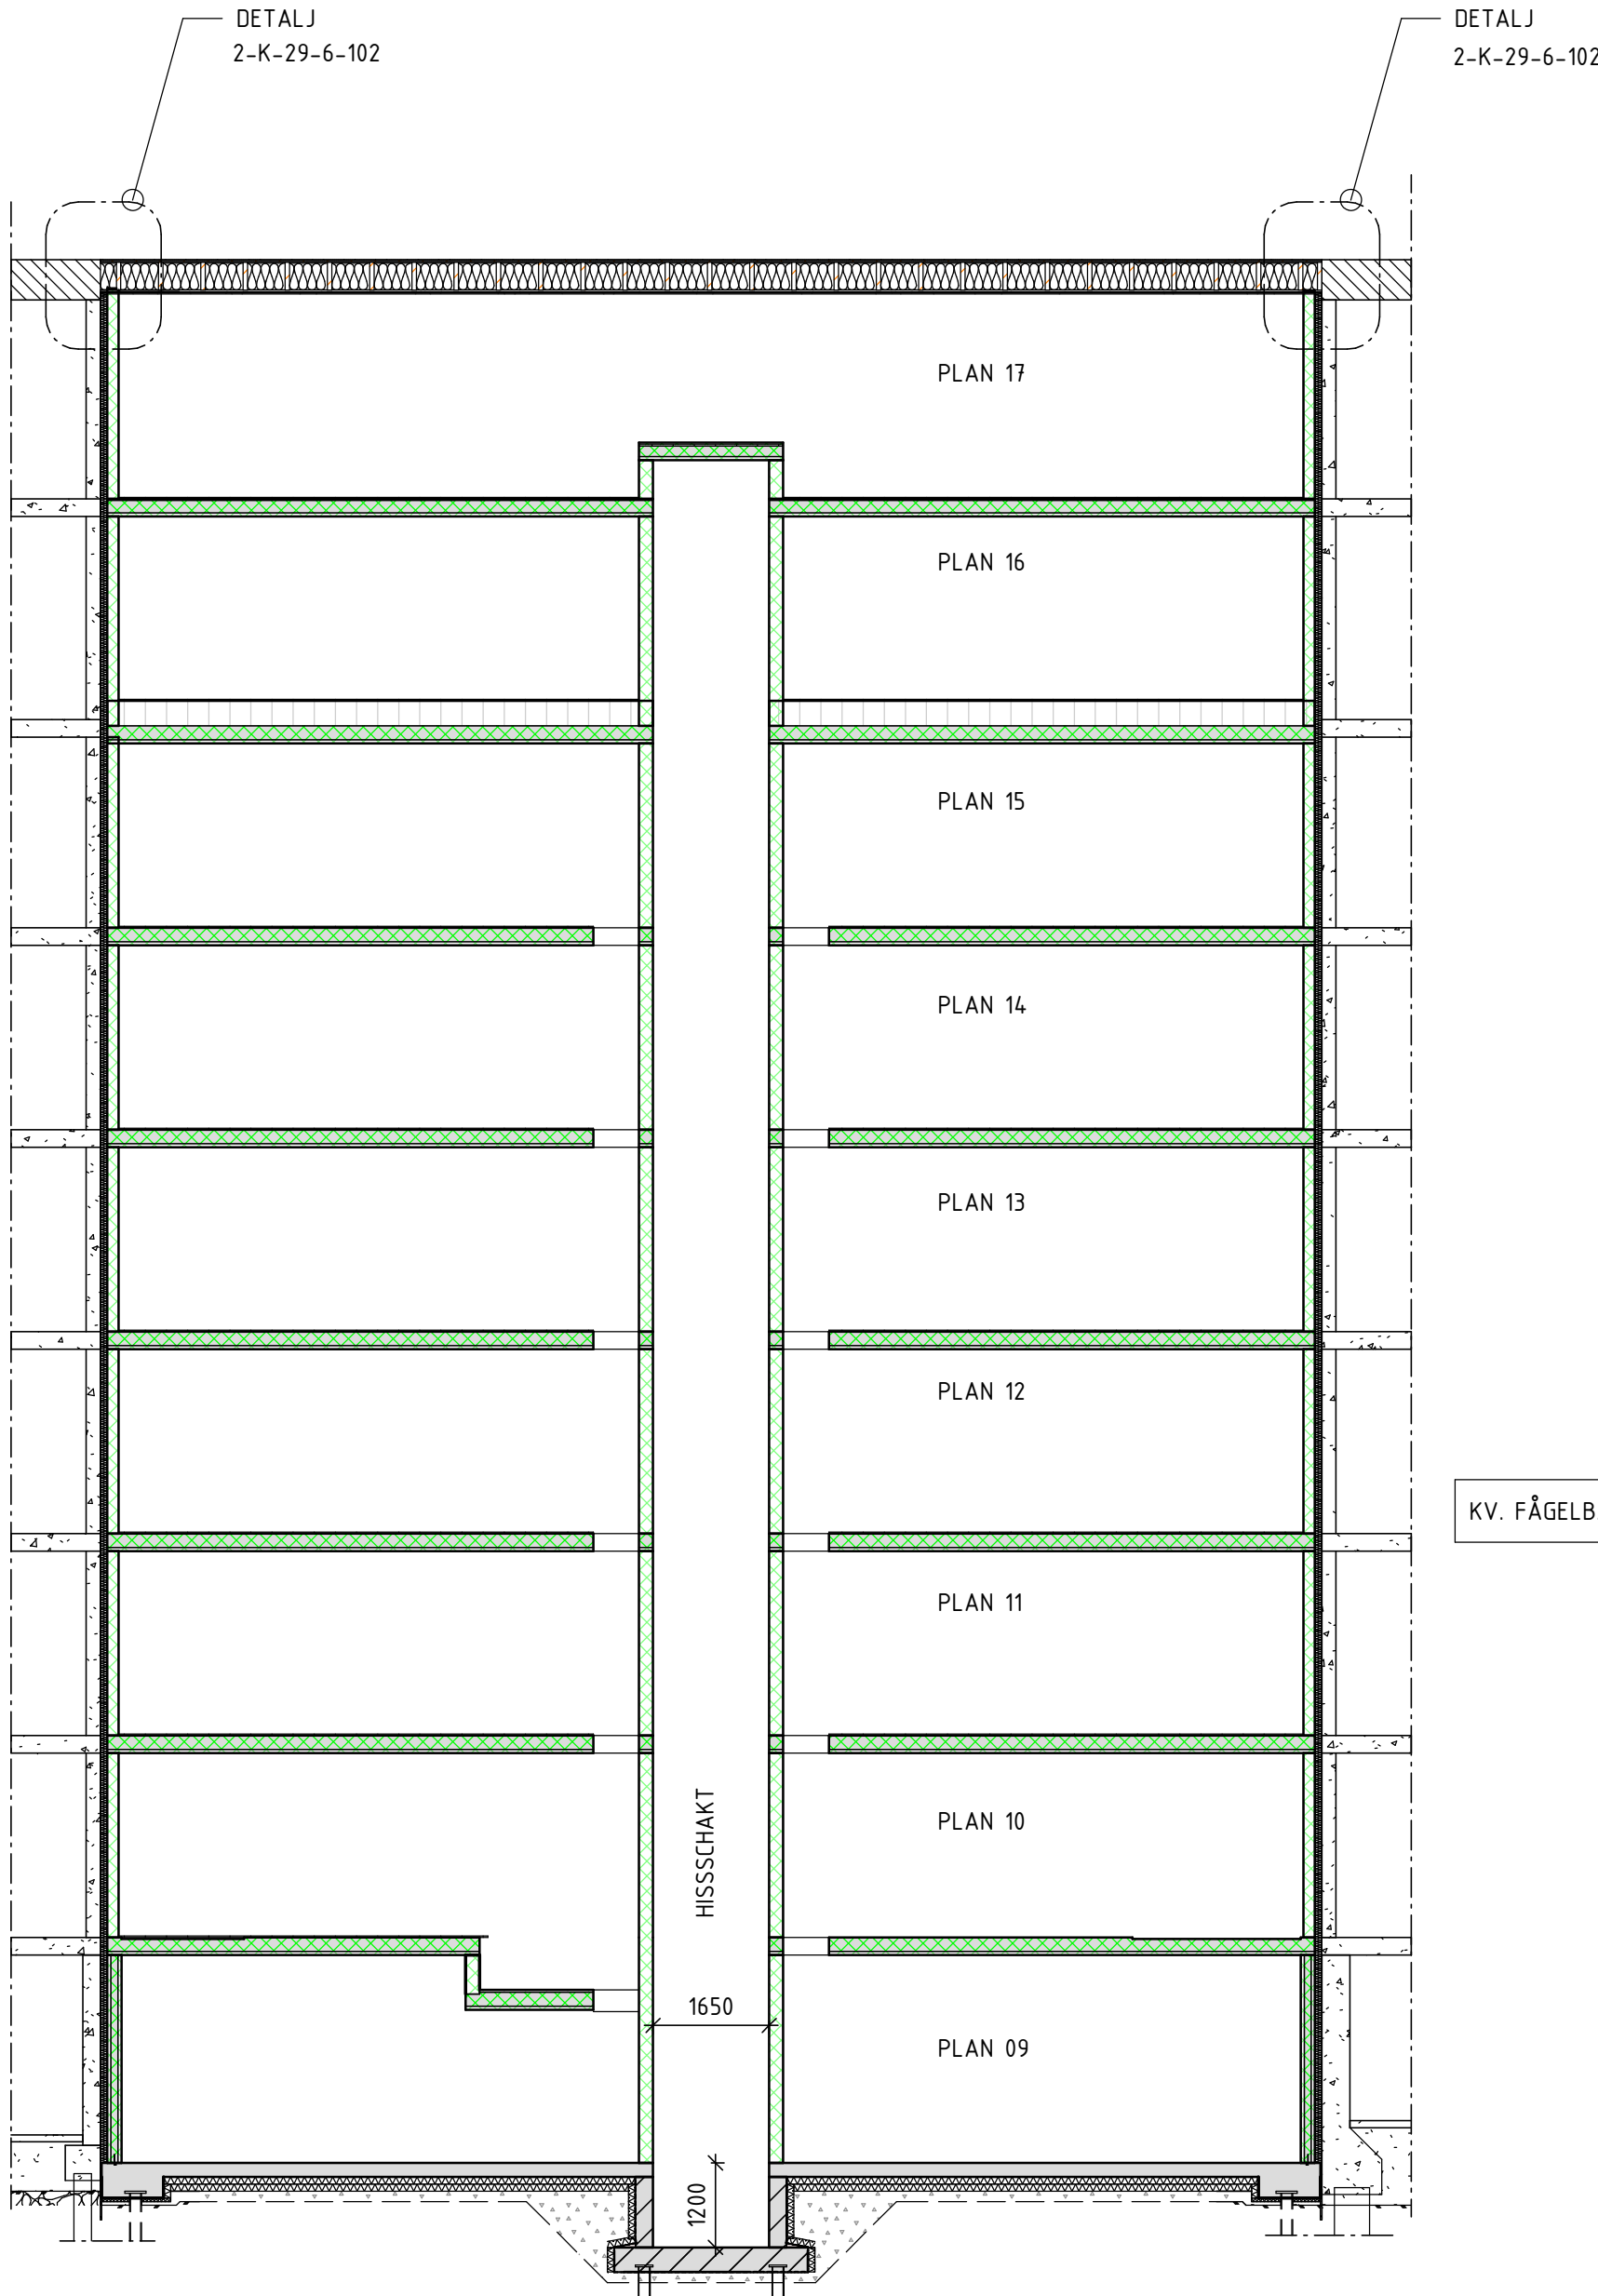 DETALJ
2-K-29-6-102
DETALJ
2-K-29-6-102
PLAN 17
PLAN 16
PLAN 15
PLAN 14
PLAN 13
PLAN 12
KV. FÅGELB
PLAN 11
PLAN 10
HISSSCHAKT
1650
PLAN 09
1200